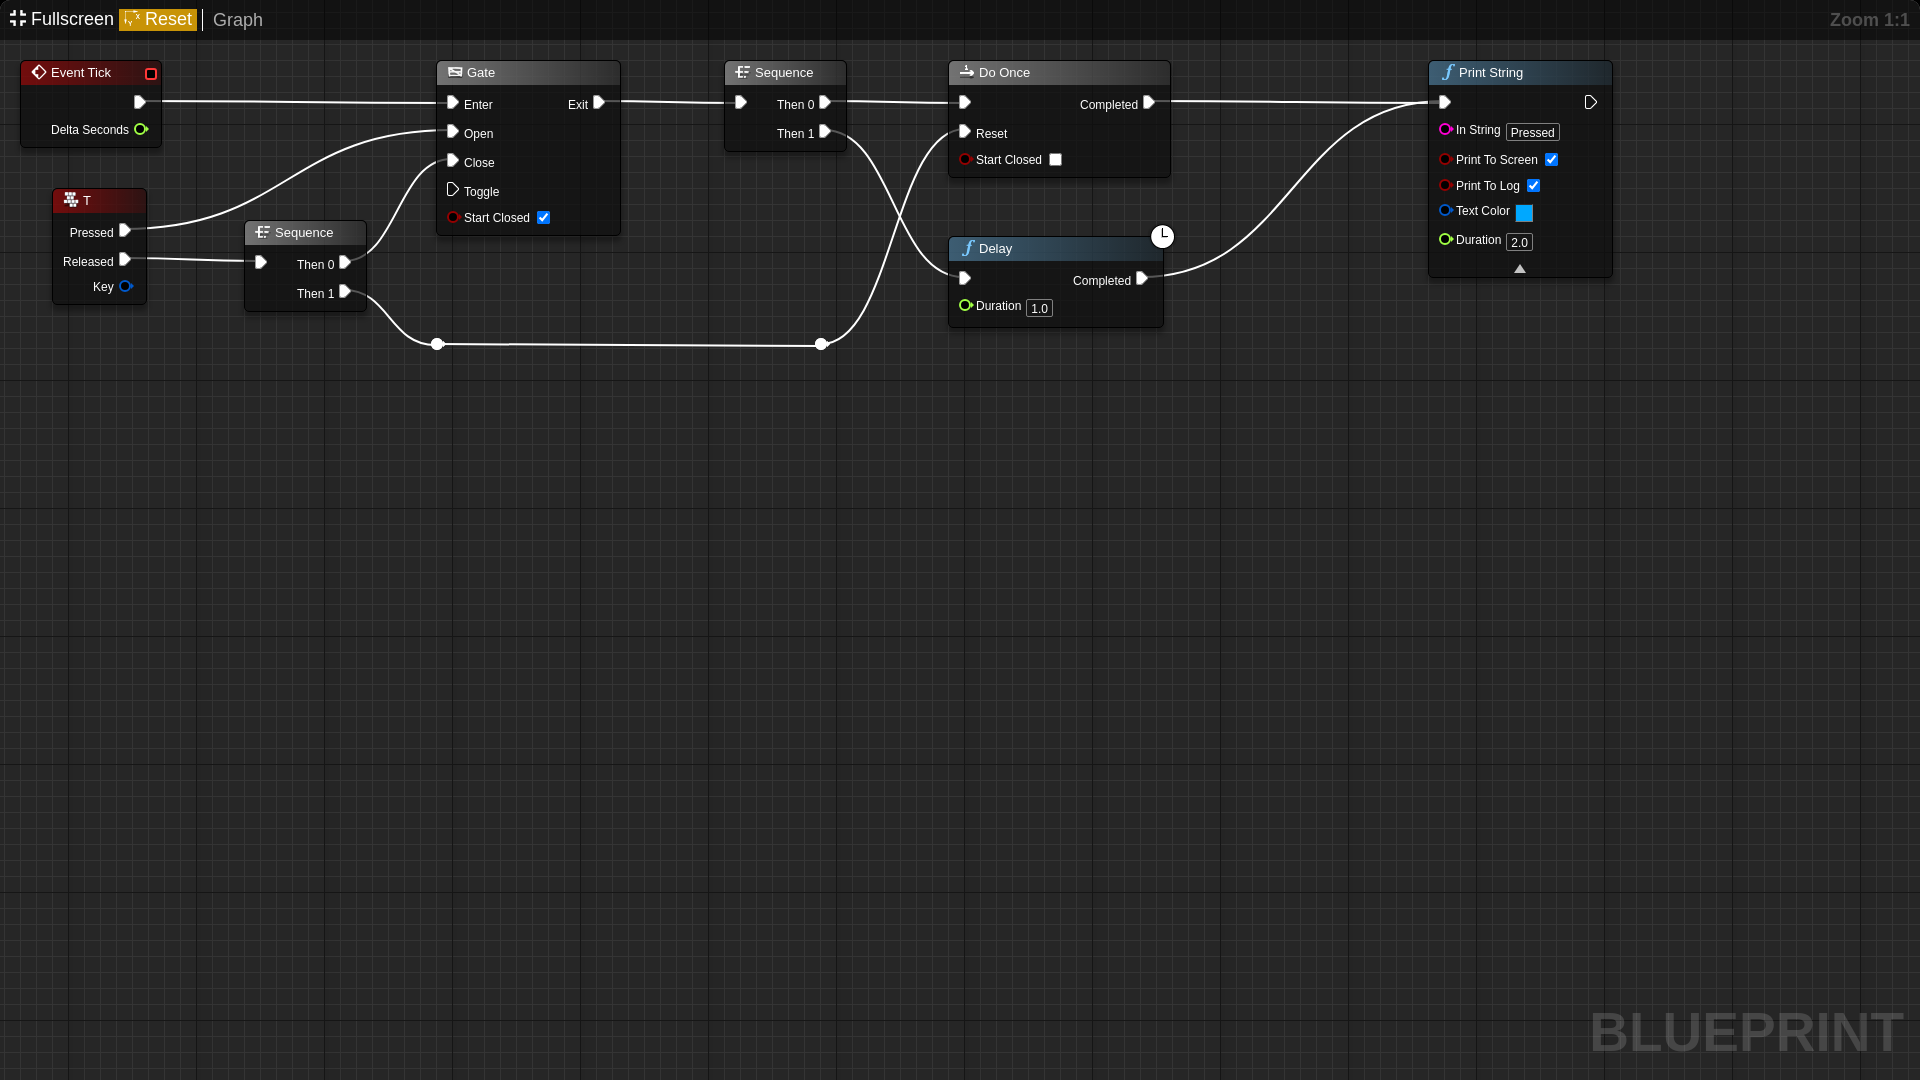 Fullscreen Reset Graph Zoom 1:1
Event Tick
Delta Seconds
T
Pressed
Released
Key
Sequence
Then 0
Then 1
Gate
Enter Exit
Open
Close
Toggle
Start Closed
Sequence
Then 0
Then 1
Do Once
Completed
Reset
Start Closed
Delay
Completed
Duration 1.0
Print String
In String Pressed
Print To Screen
Print To Log
Text Color
Duration 2.0
BLUEPRINT